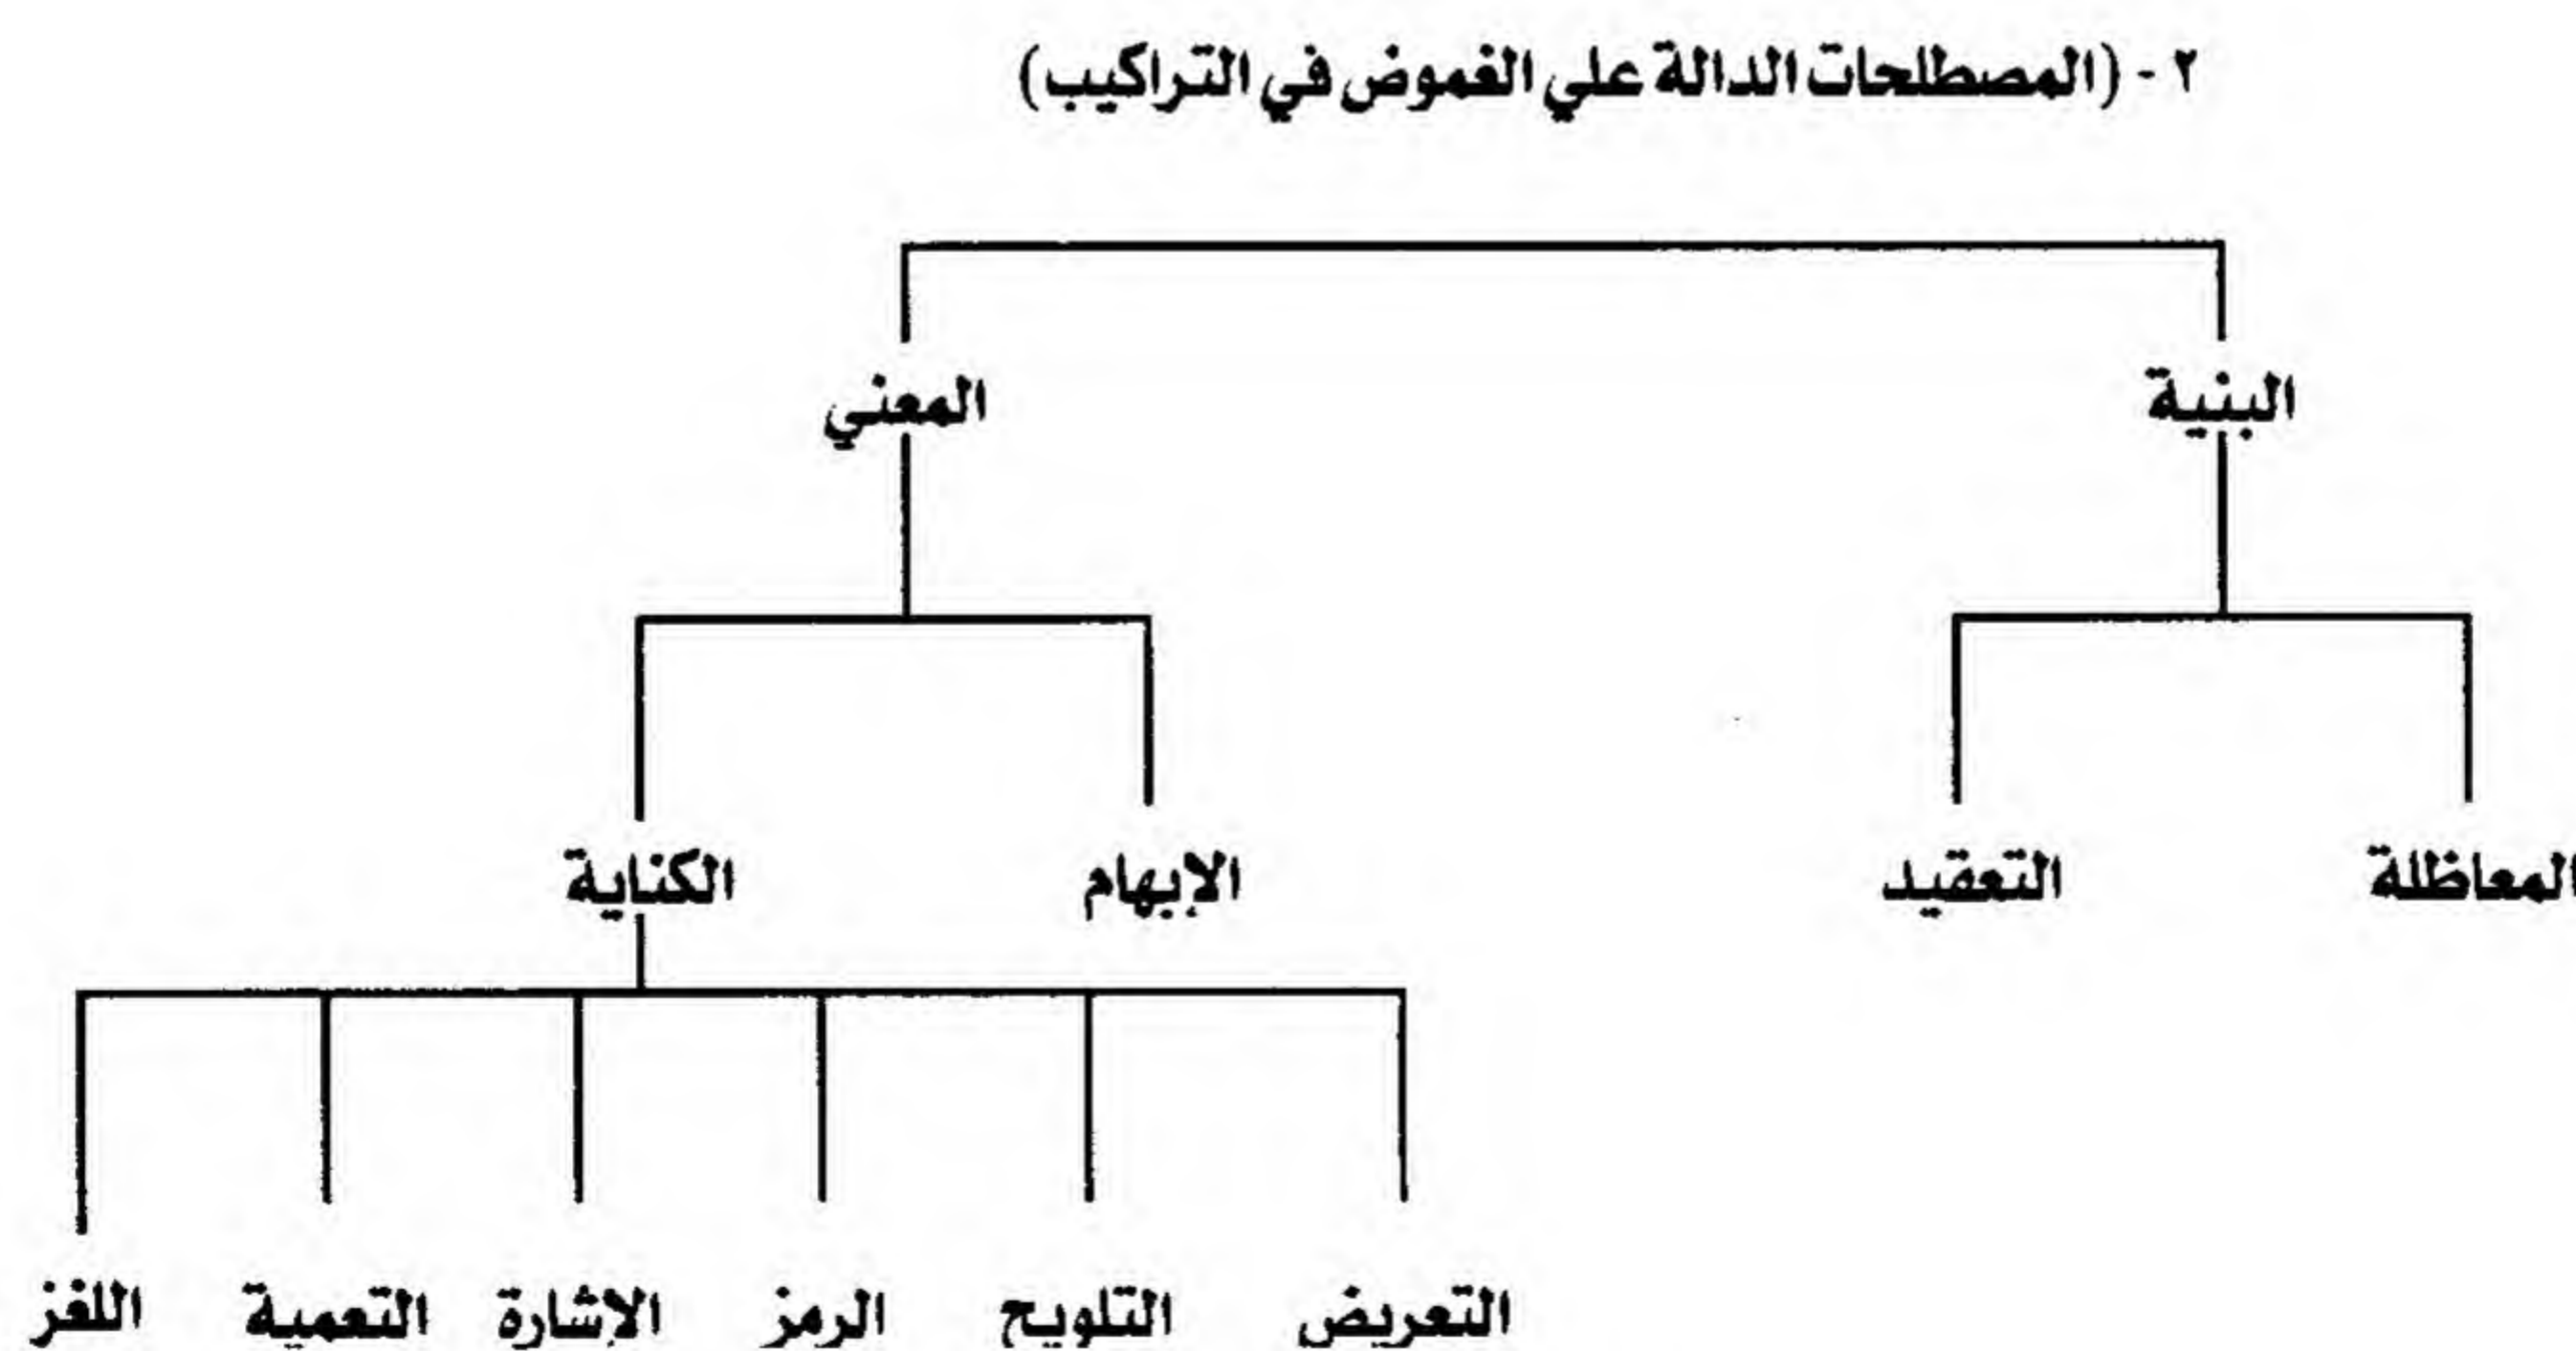 ٢ - (المصطلحات الدالة علي الغموض في التراكيب)
البنية المعني
المعاظلة التعقيد الإبهام الكناية
التعريض التلويح الرمز الإشارة التعمية اللغز